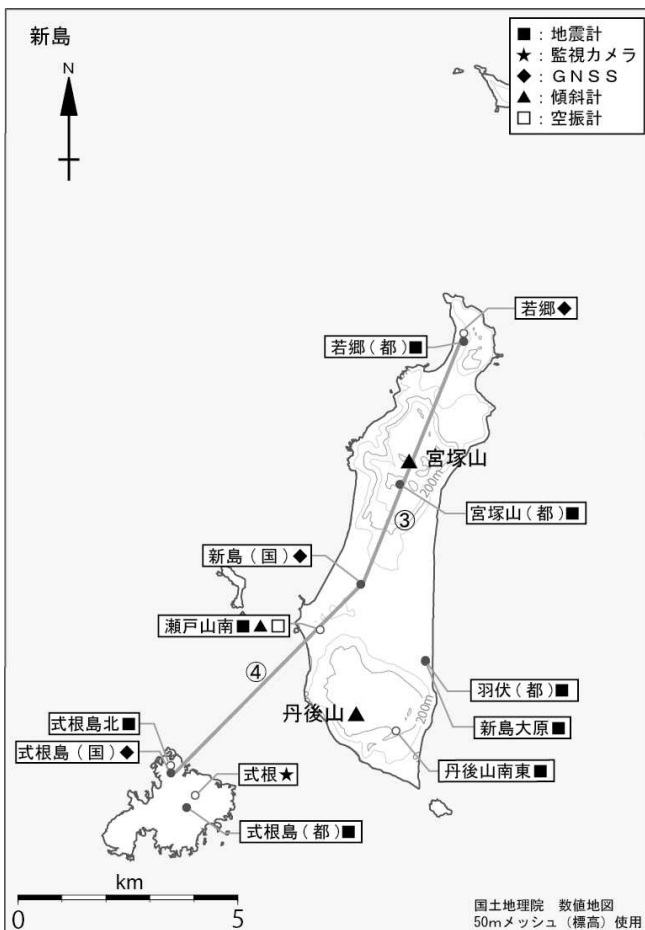 新島
N
■：地震計
★：監視カメラ
◆：ＧＮＳＳ
▲：傾斜計
□：空振計
若郷◆
若郷(都)■
宮塚山
200m
宮塚山(都)■
③
新島(国)◆
瀬戸山南■▲□
④
羽伏(都)■
丹後山
200m
新島大原■
式根島北■
式根島(国)◆
丹後山南東■
式根★
式根島(都)■
km
0 5
国土地理院　数値地図
50mメッシュ（標高）使用